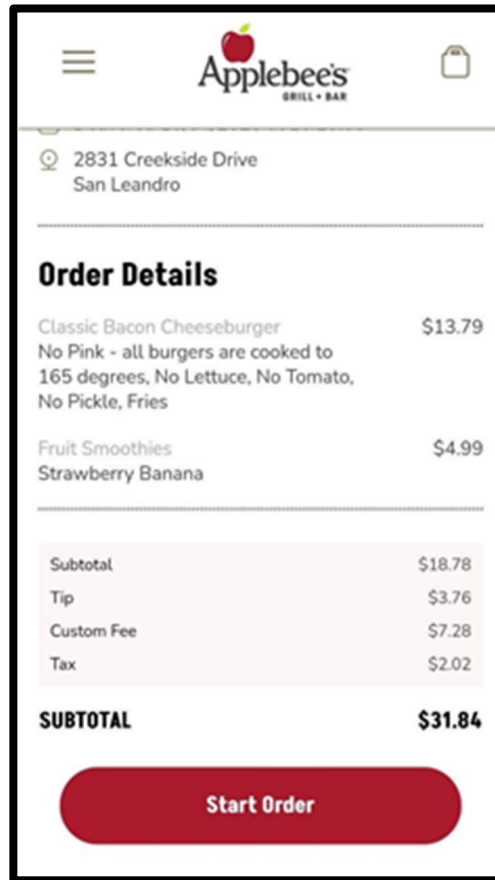 Applebee's
GRILL + BAR
2831 Creekside Drive
San Leandro
Order Details
Classic Bacon Cheeseburger $13.79
No Pink - all burgers are cooked to
165 degrees, No Lettuce, No Tomato,
No Pickle, Fries
Fruit Smoothies $4.99
Strawberry Banana
Subtotal $18.78
Tip $3.76
Custom Fee $7.28
Tax $2.02
SUBTOTAL $31.84
Start Order